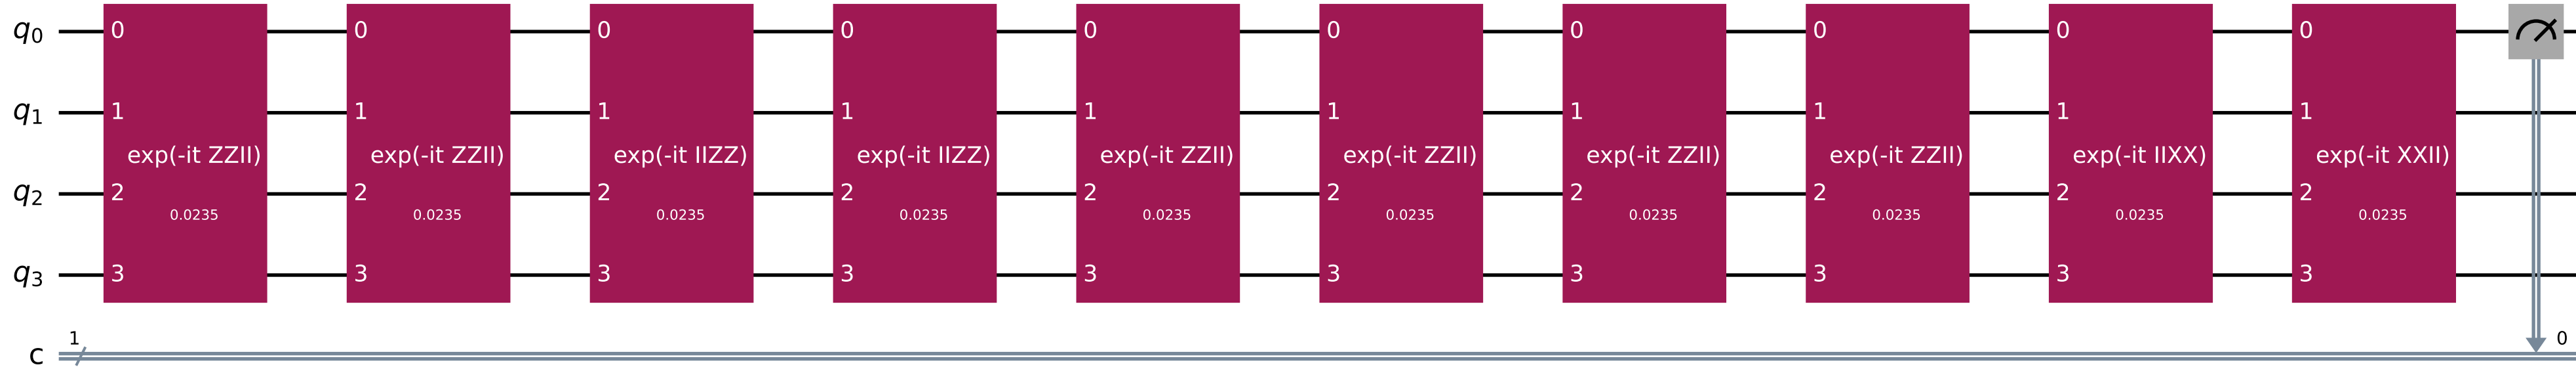 q0 0 0 0 0 0 0 0 0 0 0
q1 1 1 1 1 1 1 1 1 1 1
exp(-it ZZII) exp(-it ZZII) exp(-it IIZZ) exp(-it IIZZ) exp(-it ZZII) exp(-it ZZII) exp(-it ZZII) exp(-it ZZII) exp(-it IIXX) exp(-it XXII)
q2 2 2 2 2 2 2 2 2 2 2
0.0235 0.0235 0.0235 0.0235 0.0235 0.0235 0.0235 0.0235 0.0235 0.0235
q3 3 3 3 3 3 3 3 3 3 3
1 0
c